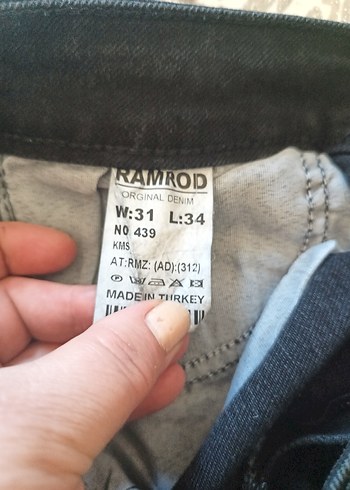 RAMROD
ORGINAL DENIM
W:31 L:34
NO 439
KMS
AT:RMZ: (AD):(312)
MADE IN TURKEY